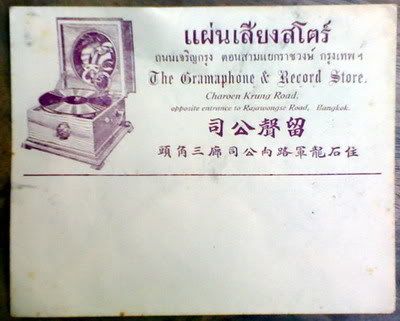 แผ่นเสียงสโตร์
ถนนเจริญกรุง ตอนสามแยกราชวงษ์ กรุงเทพฯ
The Gramaphone & Record Store.
Charoen Krung Road,
opposite entrance to Rajawongse Road, Bangkok.
司公聲留
頭角三廊司公向路軍龍石住